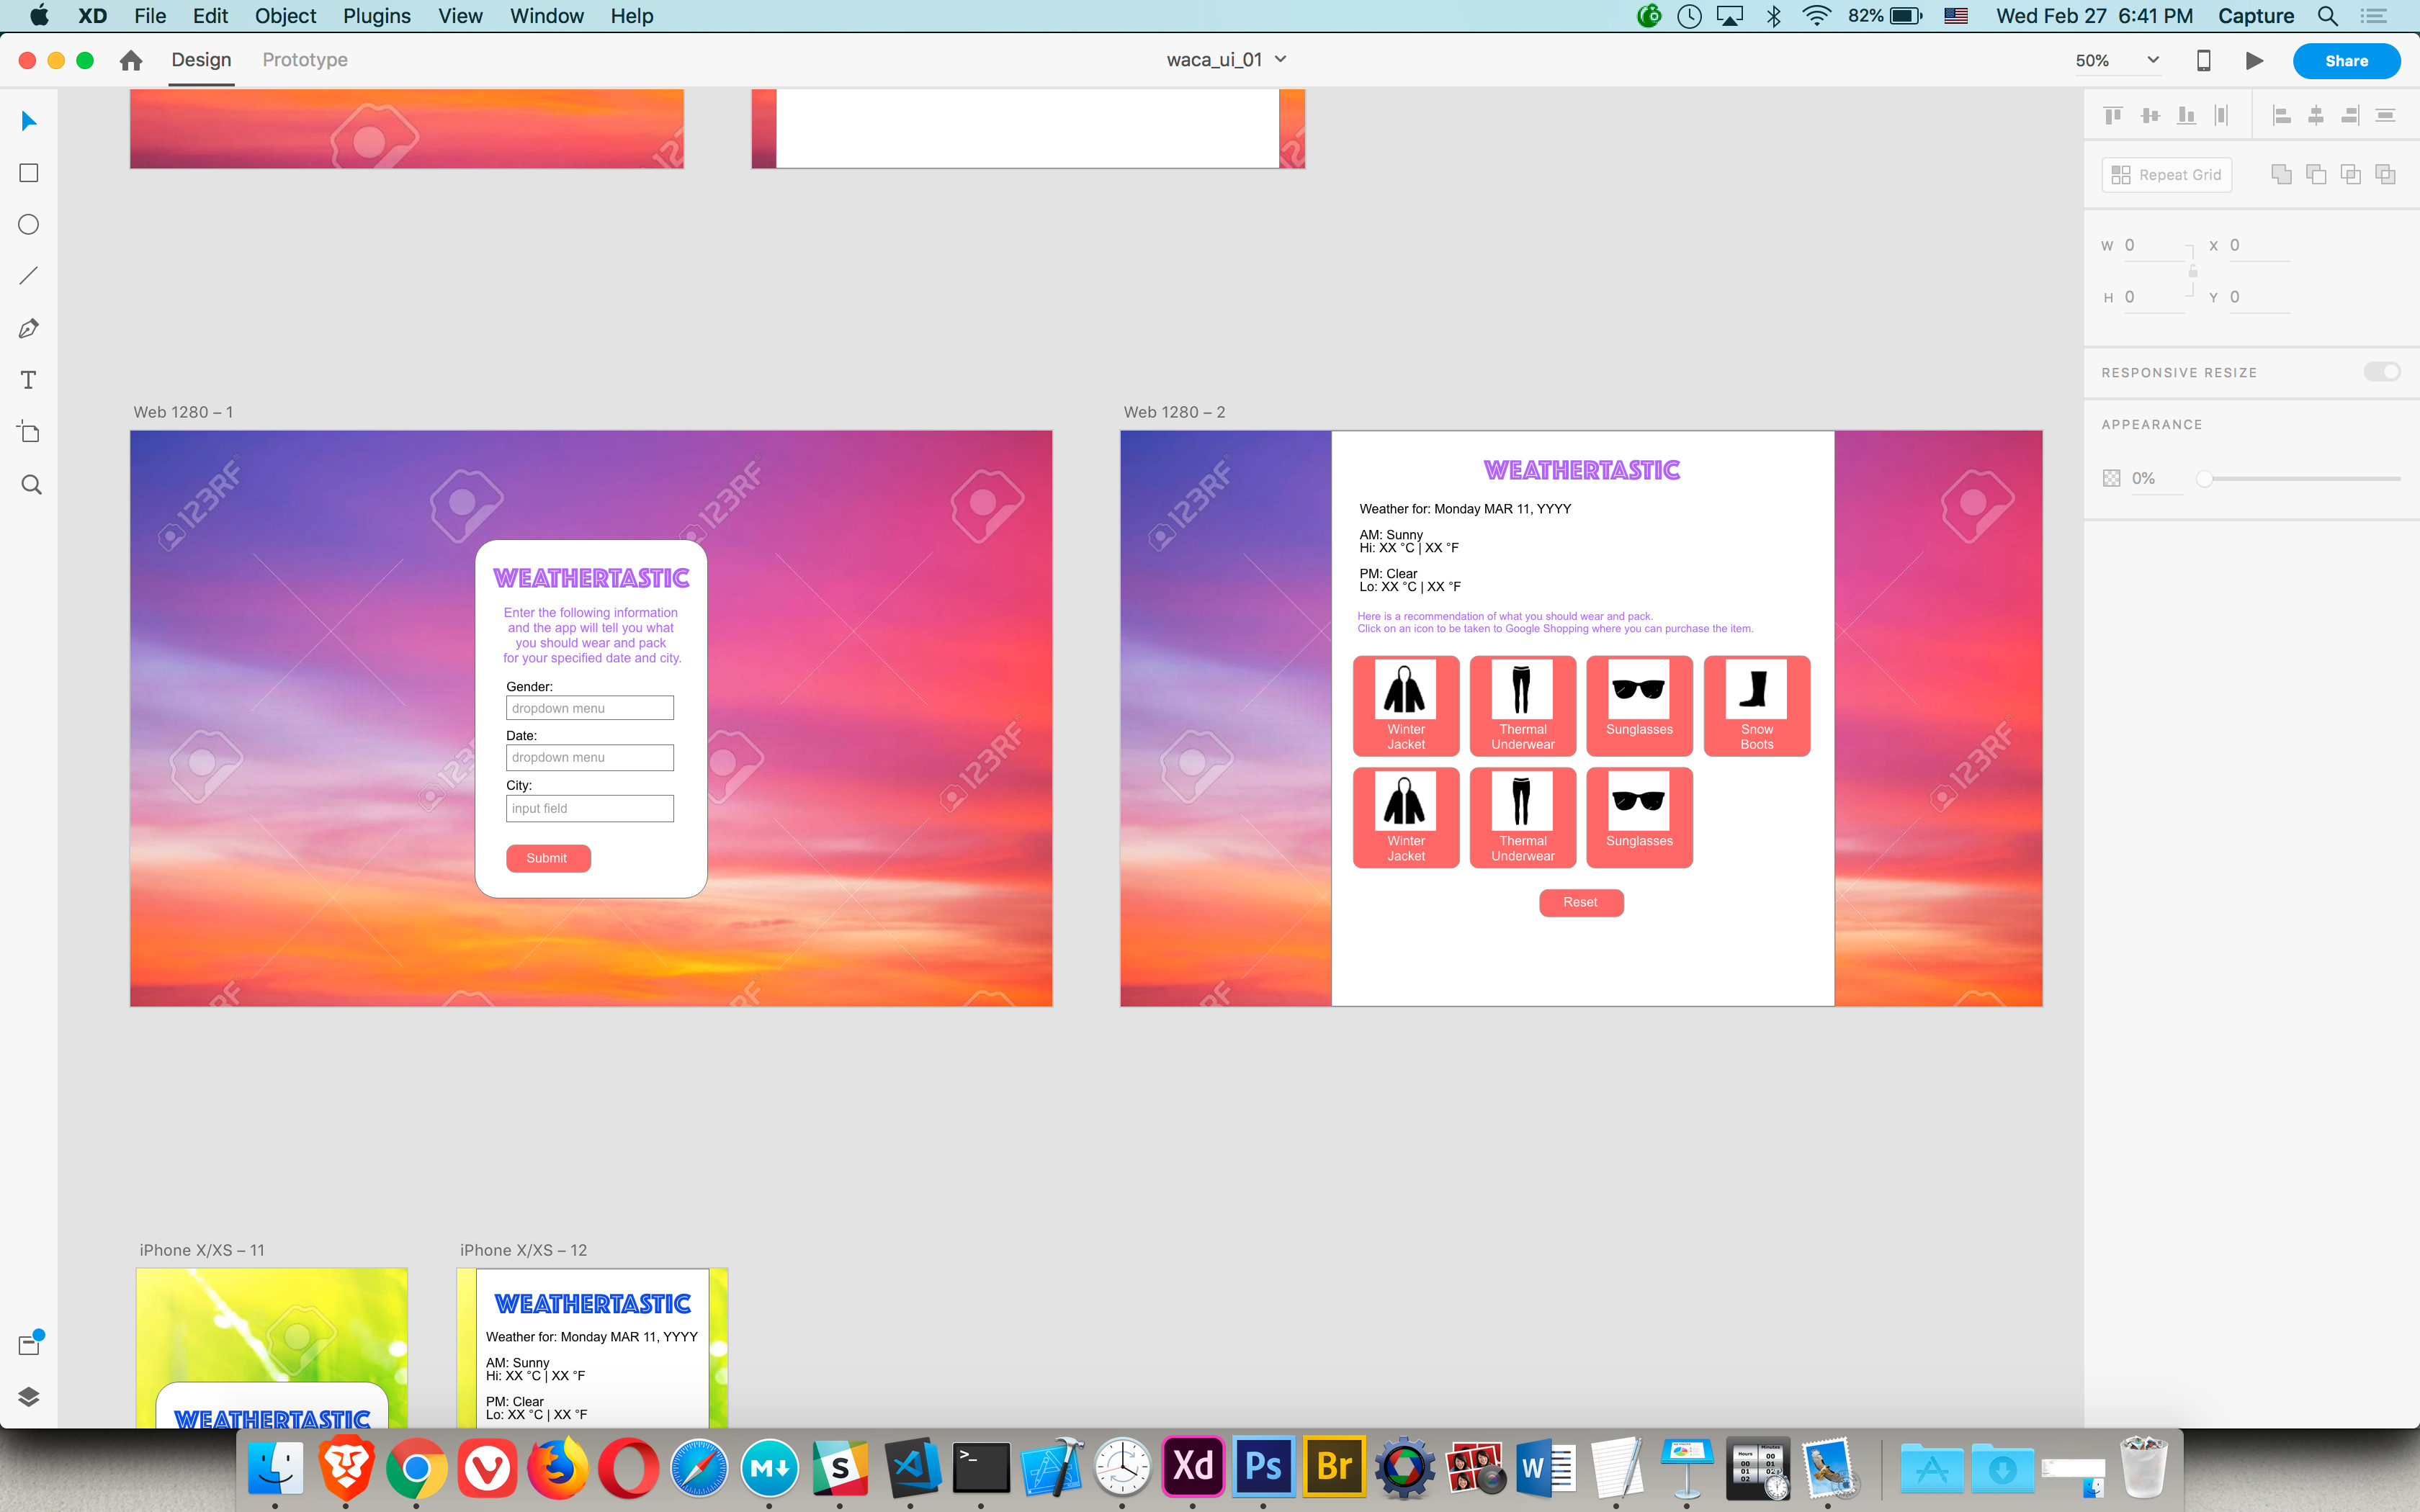 XD File Edit Object Plugins View Window Help
82% Wed Feb 27 6:41 PM Capture
Design Prototype
waca_ui_01
50%
Share
Repeat Grid
W 0 X 0
H 0 Y 0
RESPONSIVE RESIZE
APPEARANCE
0%
Web 1280 – 1
123RF
123RF
WEATHERTASTIC
Enter the following information
and the app will tell you what
you should wear and pack
for your specified date and city.
Gender:
dropdown menu
Date:
dropdown menu
City:
input field
Submit
123RF
Web 1280 – 2
123RF
WEATHERTASTIC
Weather for: Monday MAR 11, YYYY
AM: Sunny
Hi: XX °C | XX °F
PM: Clear
Lo: XX °C | XX °F
Here is a recommendation of what you should wear and pack.
Click on an icon to be taken to Google Shopping where you can purchase the item.
Winter
Jacket
Thermal
Underwear
Sunglasses
Snow
Boots
Winter
Jacket
Thermal
Underwear
Sunglasses
Reset
123RF
iPhone X/XS – 11
WEATHERTASTIC
iPhone X/XS – 12
WEATHERTASTIC
Weather for: Monday MAR 11, YYYY
AM: Sunny
Hi: XX °C | XX °F
PM: Clear
Lo: XX °C | XX °F
M
S
>_
Xd
Ps
Br
W